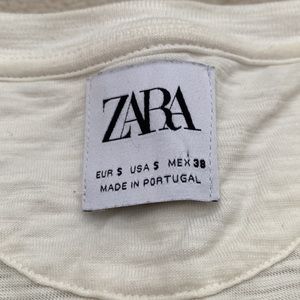 ZARA
EUR S USA S MEX 38
MADE IN PORTUGAL